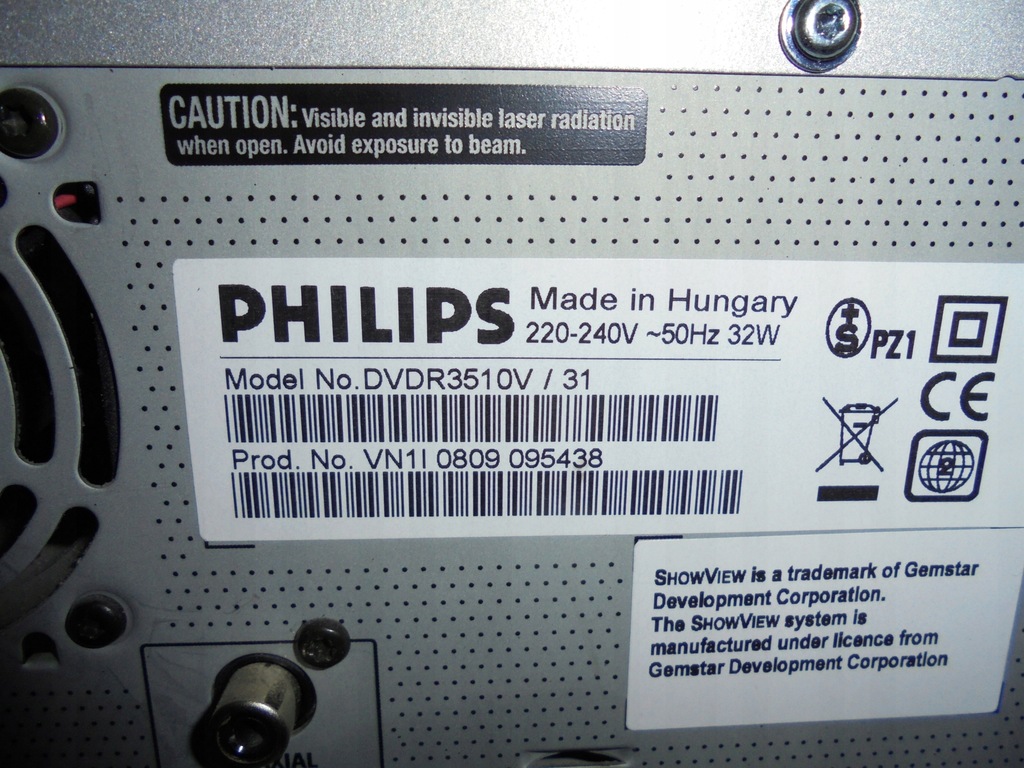 CAUTION: Visible and invisible laser radiation
when open. Avoid exposure to beam.
PHILIPS
Made in Hungary
220-240V ~50Hz 32W
Model No.DVDR3510V / 31
Prod. No. VN1I 0809 095438
+
S
PZ1
CE
2
SHOWVIEW is a trademark of Gemstar
Development Corporation.
The SHOWVIEW system is
manufactured under licence from
Gemstar Development Corporation